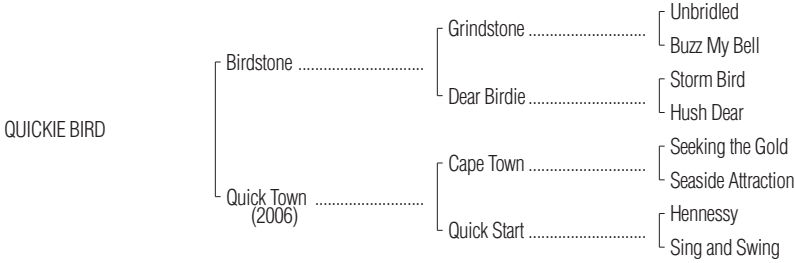 Unbridled
Grindstone ..............................
Buzz My Bell
Birdstone ................................
Storm Bird
Dear Birdie ..............................
Hush Dear
QUICKIE BIRD
Seeking the Gold
Cape Town ..............................
Seaside Attraction
Quick Town ...........................
(2006)
Hennessy
Quick Start ..............................
Sing and Swing